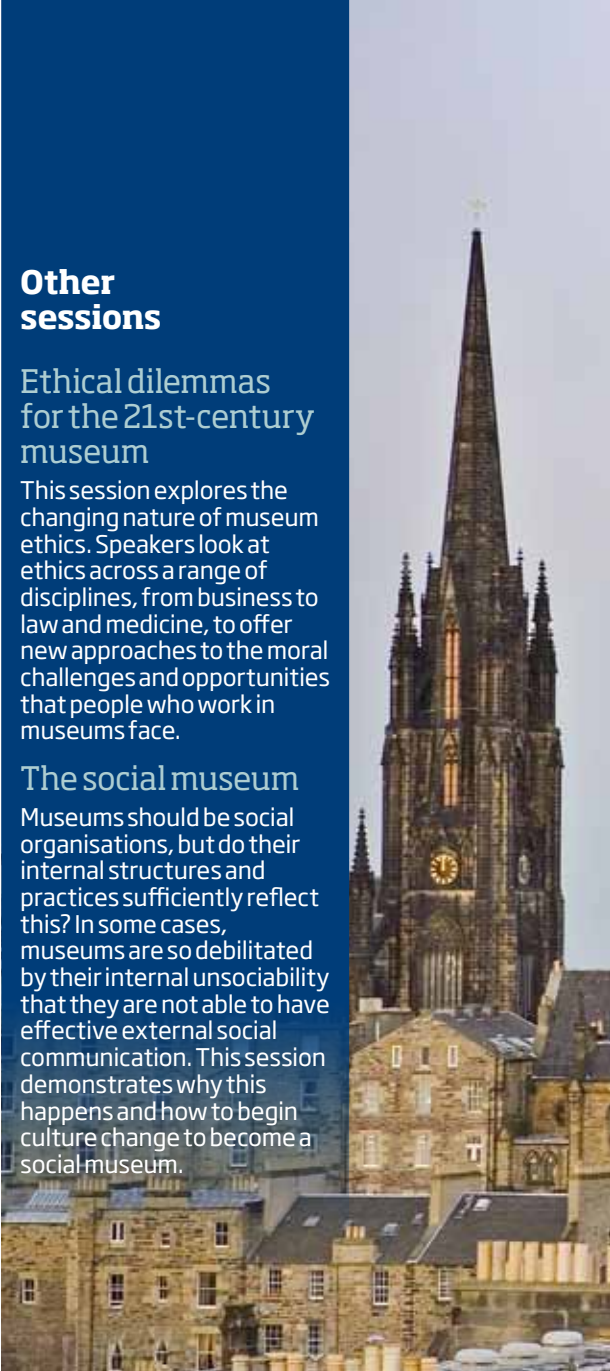 Other
sessions
Ethical dilemmas
for the 21st-century
museum
This session explores the
changing nature of museum
ethics. Speakers look at
ethics across a range of
disciplines, from business to
law and medicine, to offer
new approaches to the moral
challenges and opportunities
that people who work in
museums face.
The social museum
Museums should be social
organisations, but do their
internal structures and
practices sufficiently reflect
this? In some cases,
museums are so debilitated
by their internal unsociability
that they are not able to have
effective external social
communication. This session
demonstrates why this
happens and how to begin
culture change to become a
social museum.